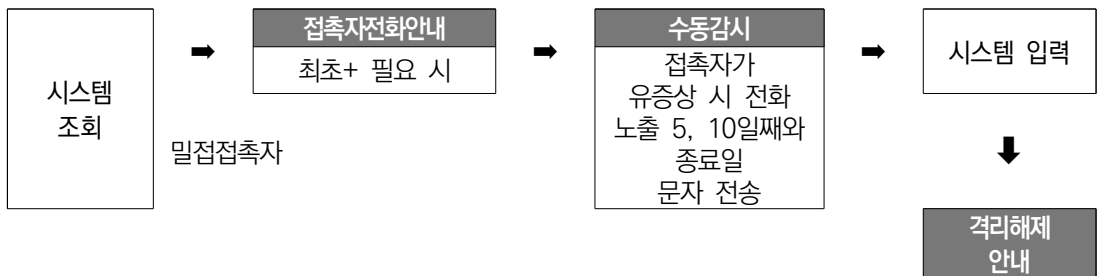 시스템
조회
밀접접촉자
접촉자전화안내
최초+ 필요 시
수동감시
접촉자가
유증상 시 전화
노출 5, 10일째와
종료일
문자 전송
시스템 입력
격리해제
안내